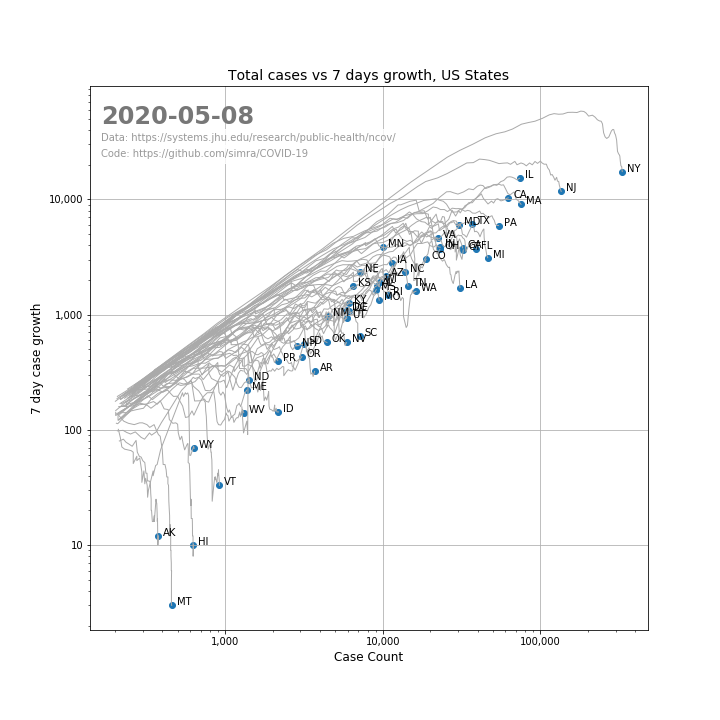 Total cases vs 7 days growth, US States
2020-05-08
Data: https://systems.jhu.edu/research/public-health/ncov/
Code: https://github.com/simra/COVID-19
NY
IL
NJ
CA
MA
10,000
MD
TX
PA
VA
MN
OH
FL
MI
CO
IA
NE
AZ
NC
KS
TN
LA
WA
RI
MO
KY
NM
UT
1,000
SC
OK
NV
SD
OR
PR
AR
ND
ME
WV
ID
100
WY
VT
AK
HI
10
MT
7 day case growth
1,000
10,000
100,000
Case Count